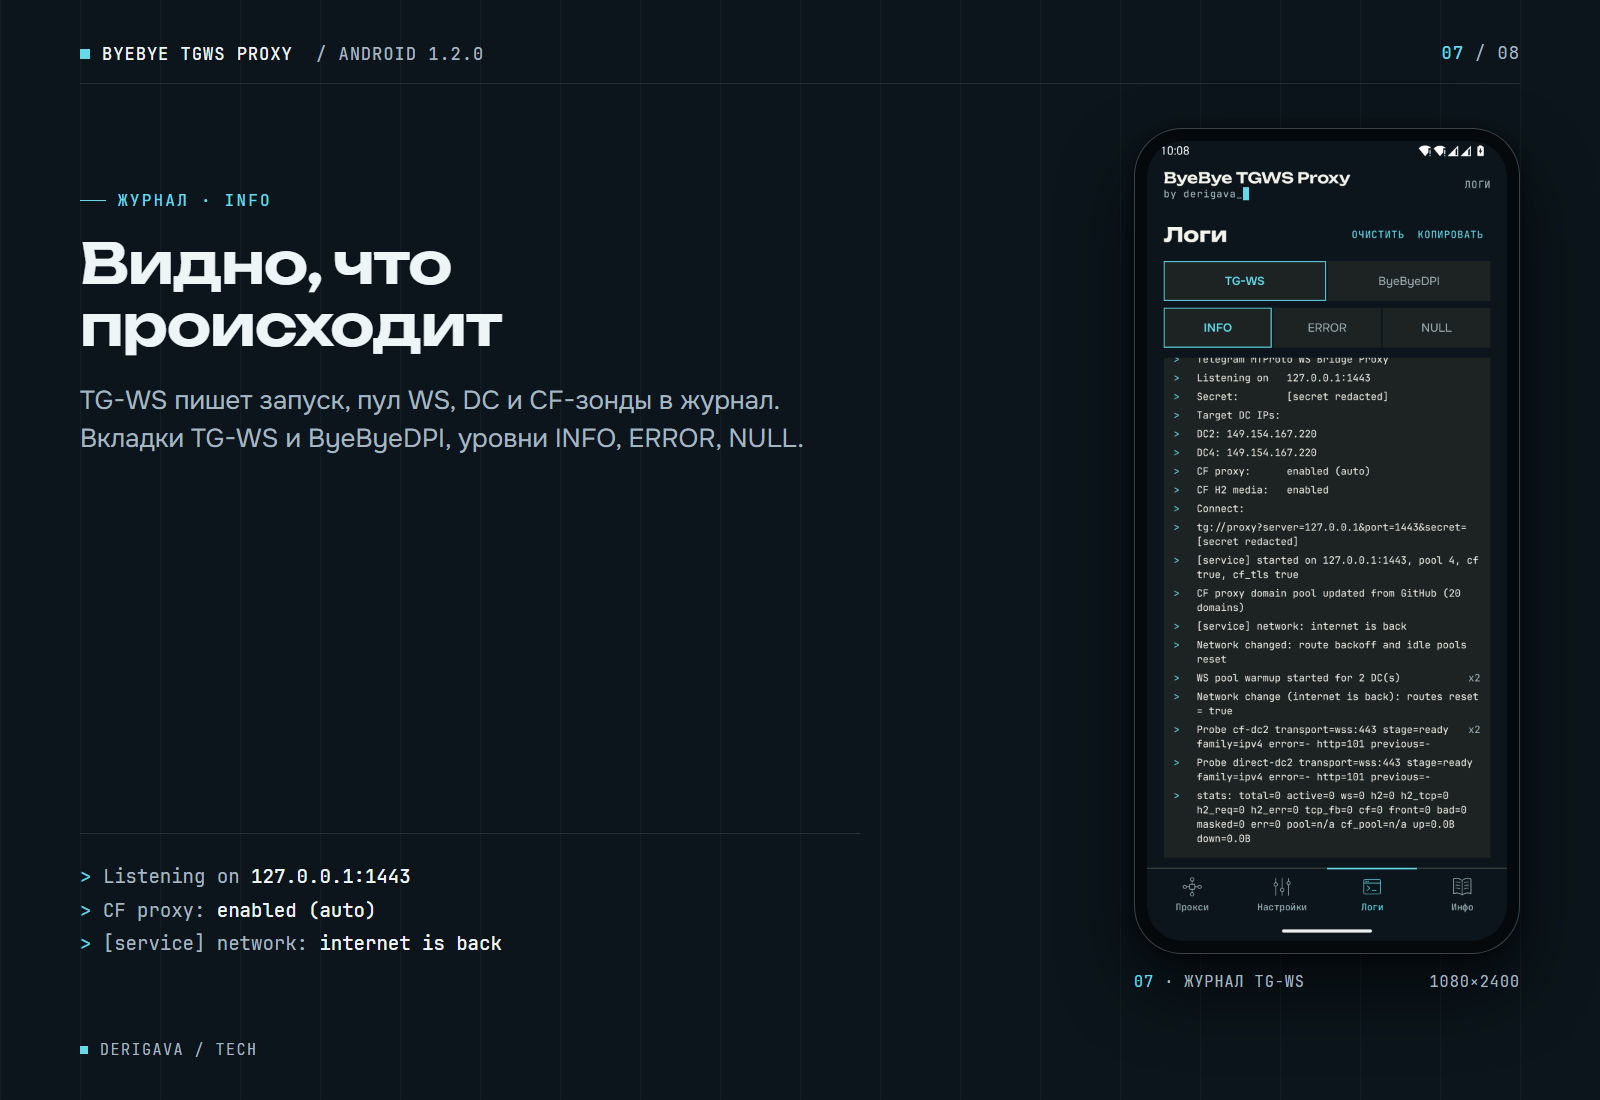 BYEBYE TGWS PROXY / ANDROID 1.2.0
07 / 08
ЖУРНАЛ · INFO
Видно, что
происходит
TG-WS пишет запуск, пул WS, DC и CF-зонды в журнал.
Вкладки TG-WS и ByeByeDPI, уровни INFO, ERROR, NULL.
> Listening on 127.0.0.1:1443
> CF proxy: enabled (auto)
> [service] network: internet is back
DERIGAVA / TECH
10:08
ByeBye TGWS Proxy
by derigava_
ЛОГИ
Логи
ОЧИСТИТЬ КОПИРОВАТЬ
TG-WS ByeByeDPI
INFO ERROR NULL
> Telegram MTProto WS Bridge Proxy
> Listening on 127.0.0.1:1443
> Secret: [secret redacted]
> Target DC IPs:
> DC2: 149.154.167.220
> DC4: 149.154.167.220
> CF proxy: enabled (auto)
> CF H2 media: enabled
> Connect:
> tg://proxy?server=127.0.0.1&port=1443&secret=
[secret redacted]
> [service] started on 127.0.0.1:1443, pool 4, cf
true, cf_tls true
> CF proxy domain pool updated from GitHub (20
domains)
> [service] network: internet is back
> Network changed: route backoff and idle pools
reset
> WS pool warmup started for 2 DC(s) x2
> Network change (internet is back): routes reset
= true
> Probe cf-dc2 transport=wss:443 stage=ready x2
family=ipv4 error=- http=101 previous=-
> Probe direct-dc2 transport=wss:443 stage=ready
family=ipv4 error=- http=101 previous=-
> stats: total=0 active=0 ws=0 h2=0 h2_tcp=0
h2_req=0 h2_err=0 tcp_fb=0 cf=0 front=0 bad=0
masked=0 err=0 pool=n/a cf_pool=n/a up=0.0B
down=0.0B
Прокси Настройки Логи Инфо
07 · ЖУРНАЛ TG-WS 1080×2400